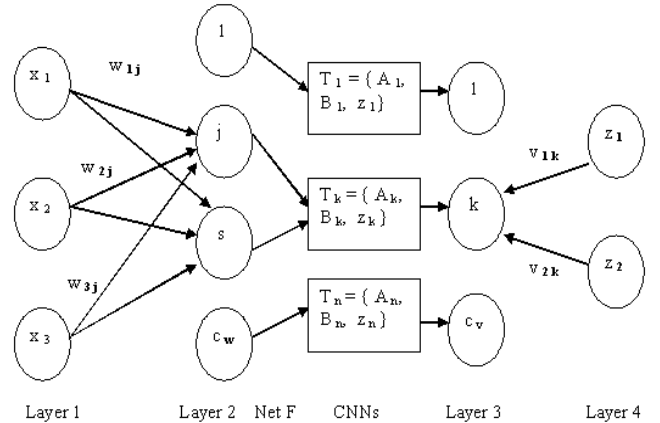 x 1
w 1j
1
T 1 = { A 1,
B 1, z 1}
1
z 1
j
w 2j
v 1k
x 2
s
T k = { A k,
B k, z k}
k
w 3j
v 2k
z 2
x 3
c w
T n = { A n,
B n, z n}
c v
Layer 1
Layer 2
Net F
CNNs
Layer 3
Layer 4